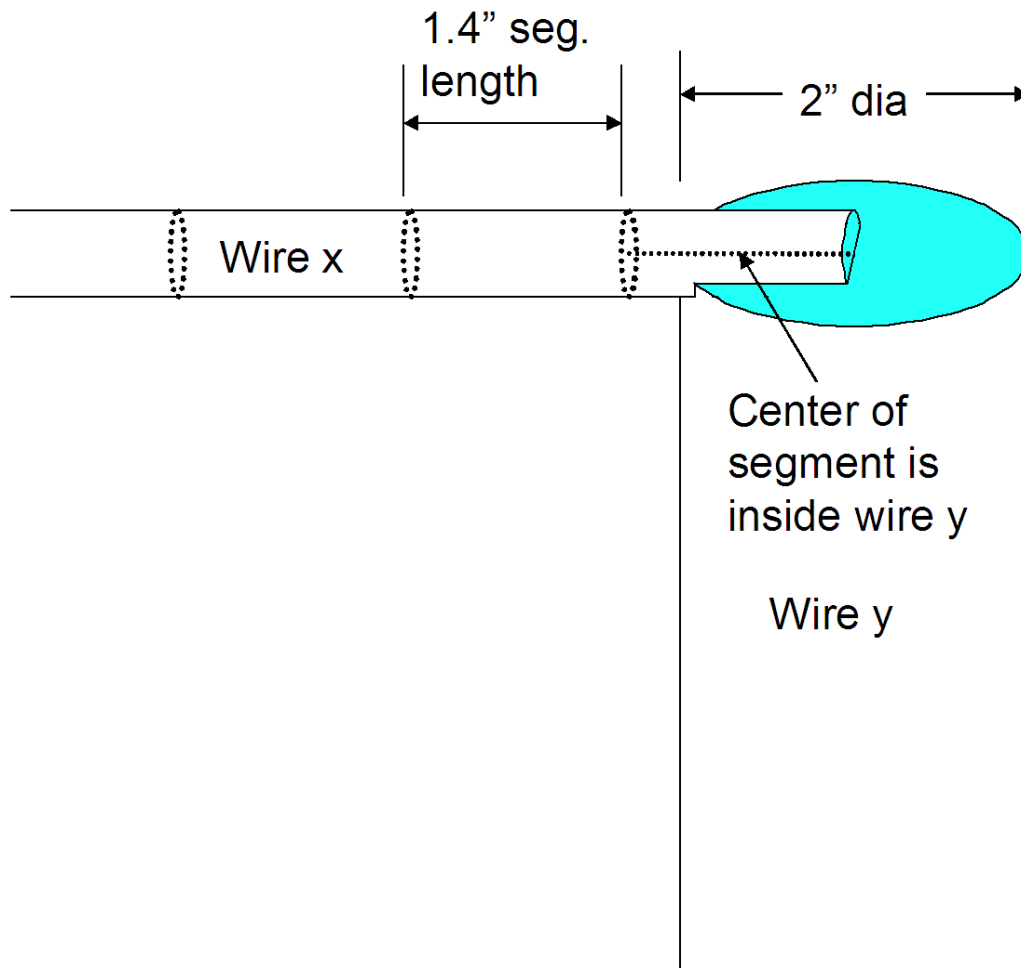 1.4” seg.
length
2” dia
Wire x
Center of
segment is
inside wire y
Wire y